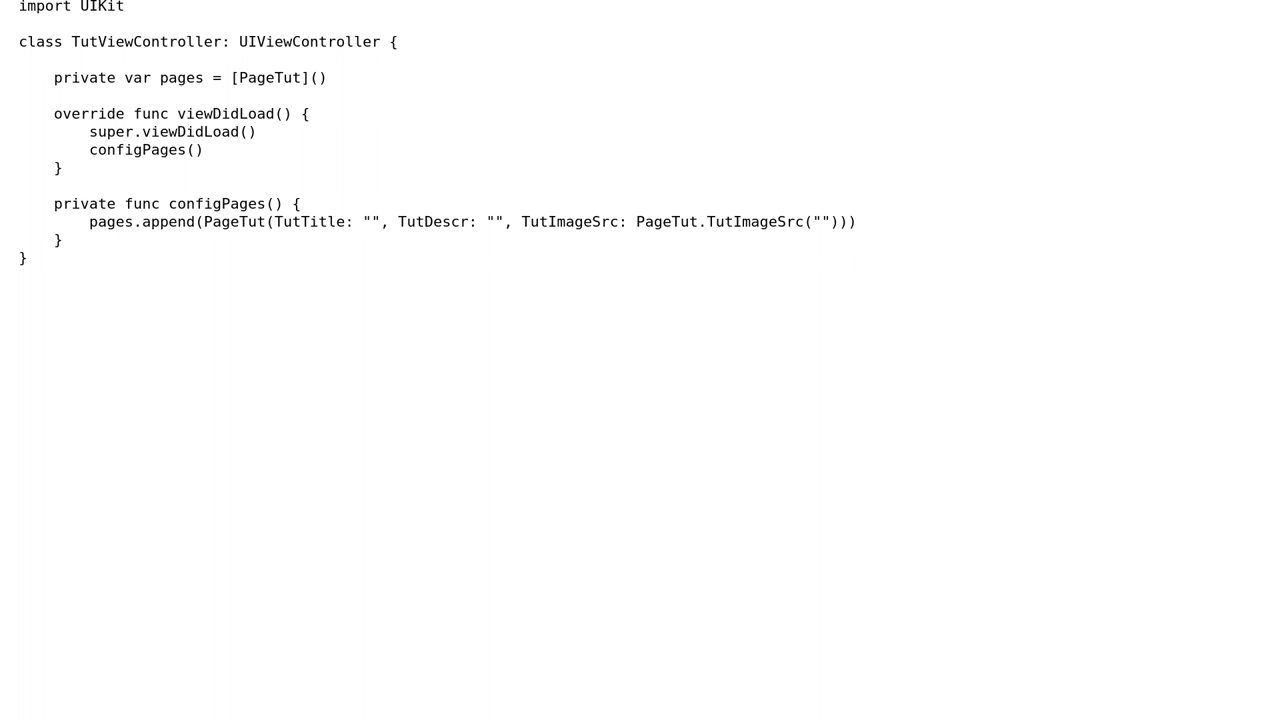 import UIKit

class TutViewController: UIViewController {

    private var pages = [PageTut]()

    override func viewDidLoad() {
        super.viewDidLoad()
        configPages()
    }

    private func configPages() {
        pages.append(PageTut(TutTitle: "", TutDescr: "", TutImageSrc: PageTut.TutImageSrc("")))
    }
}